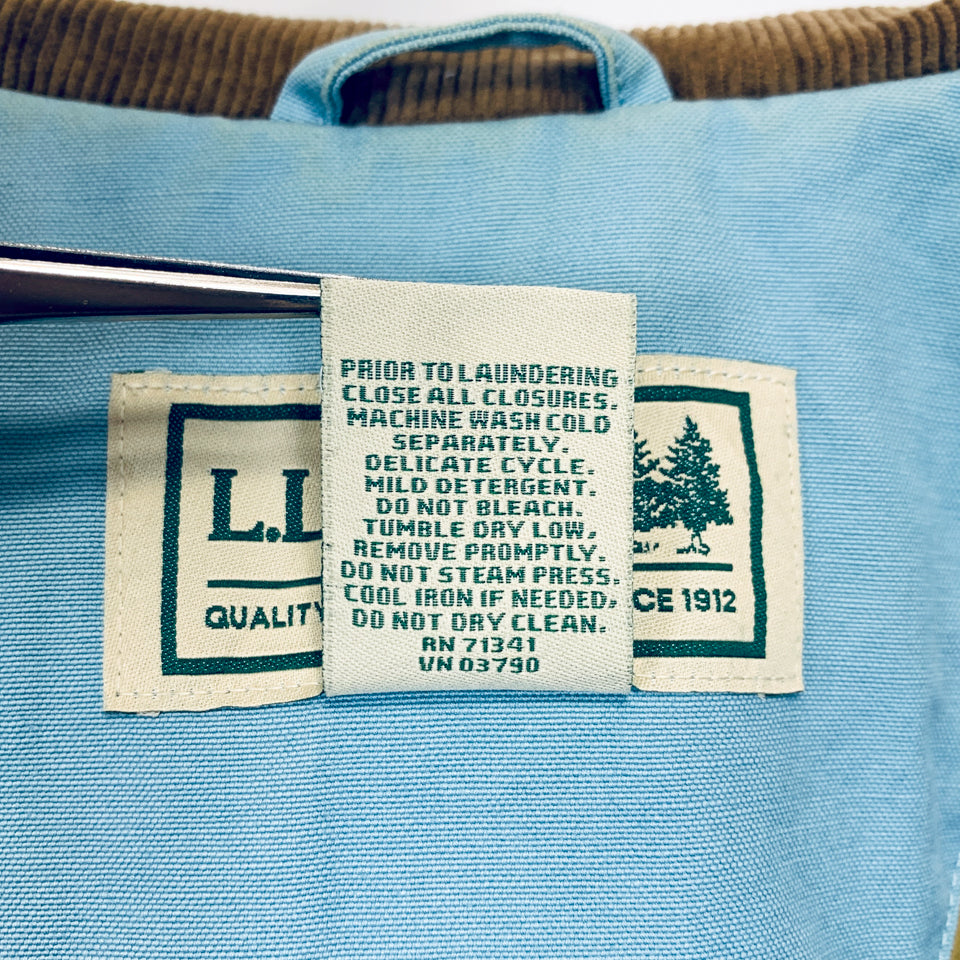 PRIOR TO LAUNDERING
CLOSE ALL CLOSURES.
MACHINE WASH COLD
SEPARATELY.
DELICATE CYCLE.
MILD DETERGENT.
DO NOT BLEACH.
TUMBLE DRY LOW,
REMOVE PROMPTLY.
DO NOT STEAM PRESS.
COOL IRON IF NEEDED,
DO NOT DRY CLEAN.
RN 71341
VN 03790
L.L
QUALITY
CE 1912